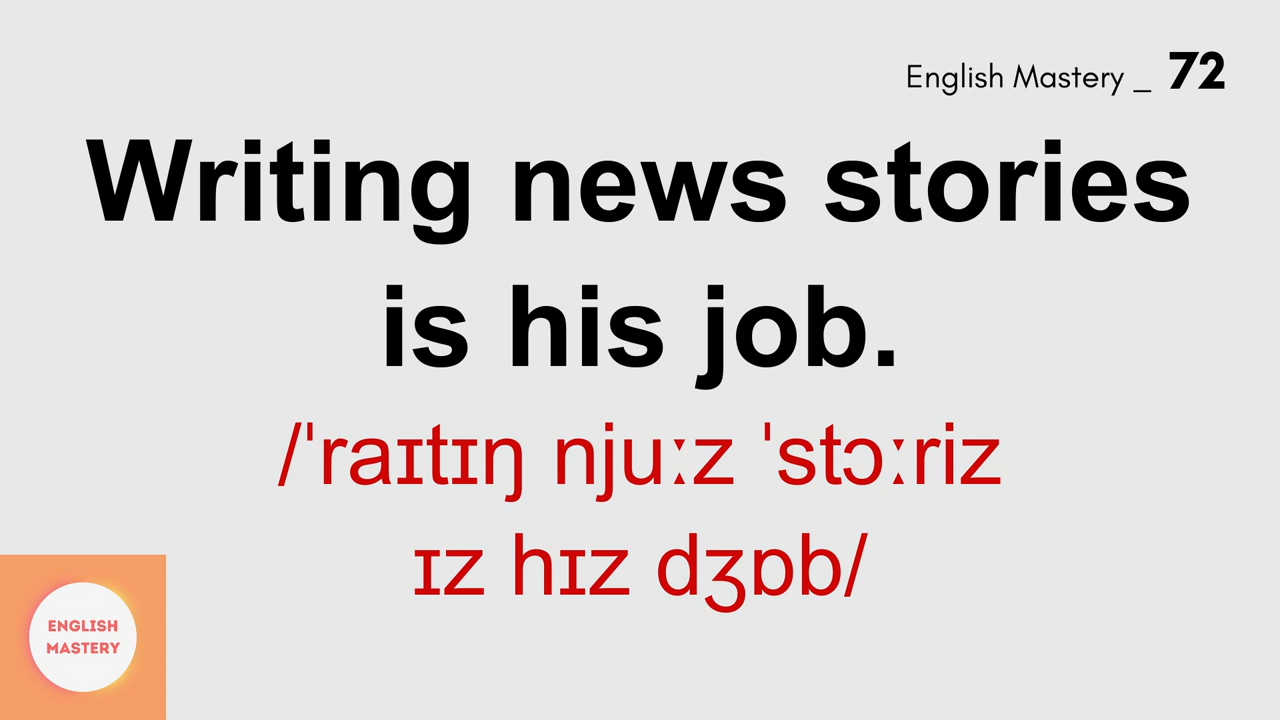 English Mastery _ 72
Writing news stories
is his job.
/ˈraɪtɪŋ njuːz ˈstɔːriz
ɪz hɪz dʒɒb/
ENGLISH
MASTERY